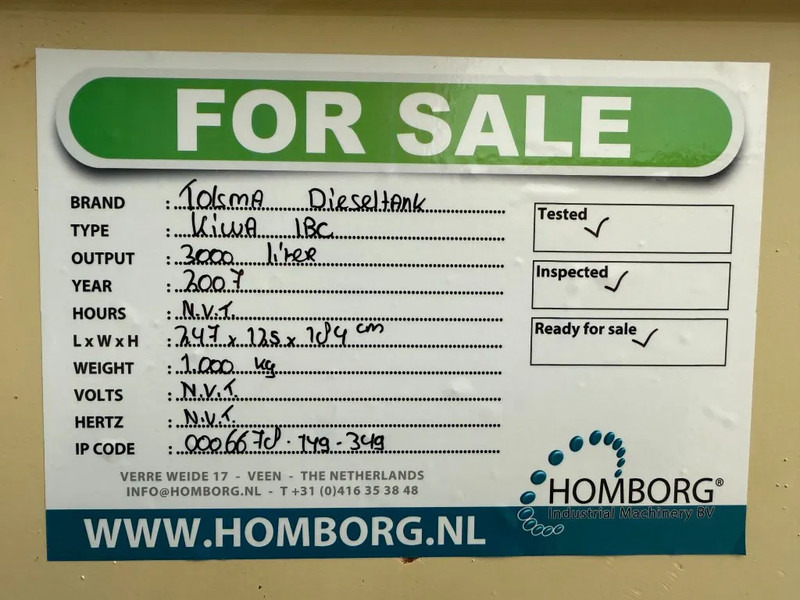 FOR SALE
BRAND : Tolsma Dieseltank
TYPE : Kiwa IBC
OUTPUT : 3000 liter
YEAR : 2007
HOURS : N.V.T.
L x W x H : 247 x 125 x 184 cm
WEIGHT : 1.000 kg
VOLTS : N.V.T.
HERTZ : N.V.T.
IP CODE : 0006678-149-349
Tested ✓
Inspected ✓
Ready for sale ✓
VERRE WEIDE 17 - VEEN - THE NETHERLANDS
INFO@HOMBORG.NL - T +31 (0)416 35 38 48
HOMBORG®
Industrial Machinery BV
WWW.HOMBORG.NL